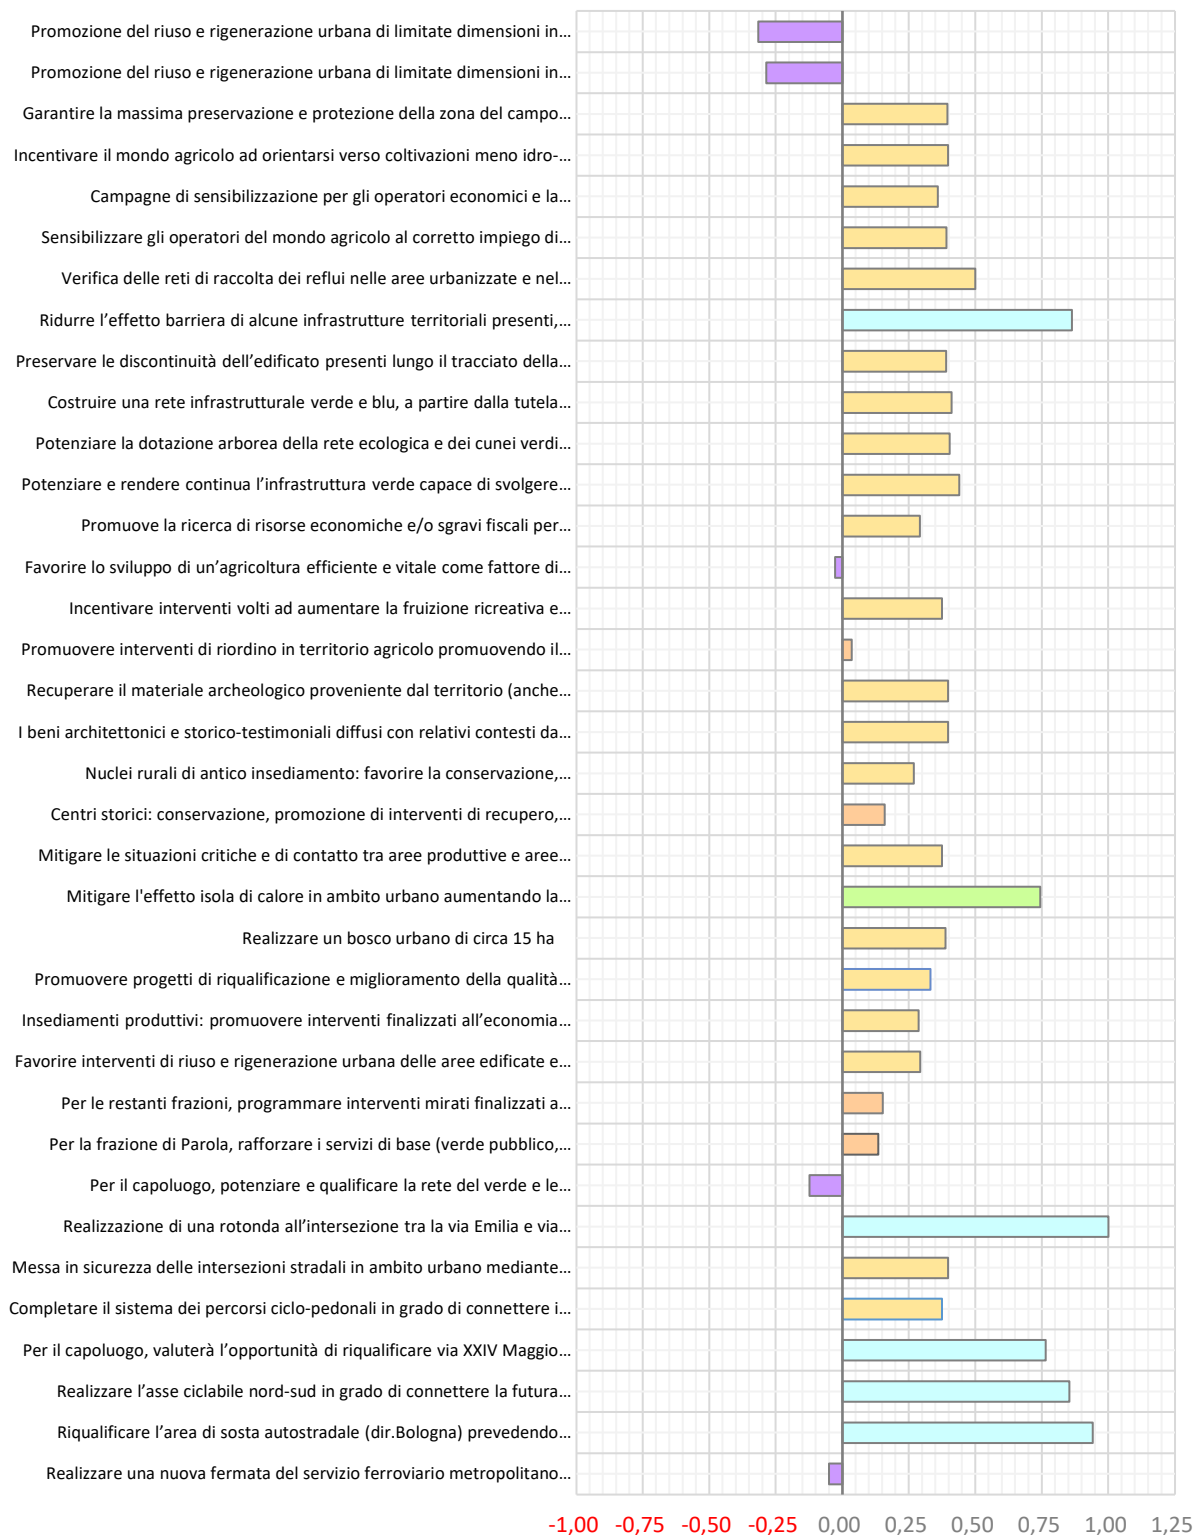 Promozione del riuso e rigenerazione urbana di limitate dimensioni in…
Promozione del riuso e rigenerazione urbana di limitate dimensioni in…
Garantire la massima preservazione e protezione della zona del campo…
Incentivare il mondo agricolo ad orientarsi verso coltivazioni meno idro-…
Campagne di sensibilizzazione per gli operatori economici e la…
Sensibilizzare gli operatori del mondo agricolo al corretto impiego di…
Verifica delle reti di raccolta dei reflui nelle aree urbanizzate e nel…
Ridurre l’effetto barriera di alcune infrastrutture territoriali presenti,…
Preservare le discontinuità dell’edificato presenti lungo il tracciato della…
Costruire una rete infrastrutturale verde e blu, a partire dalla tutela…
Potenziare la dotazione arborea della rete ecologica e dei cunei verdi…
Potenziare e rendere continua l’infrastruttura verde capace di svolgere…
Promuove la ricerca di risorse economiche e/o sgravi fiscali per…
Favorire lo sviluppo di un’agricoltura efficiente e vitale come fattore di…
Incentivare interventi volti ad aumentare la fruizione ricreativa e…
Promuovere interventi di riordino in territorio agricolo promuovendo il…
Recuperare il materiale archeologico proveniente dal territorio (anche…
I beni architettonici e storico-testimoniali diffusi con relativi contesti da…
Nuclei rurali di antico insediamento: favorire la conservazione,…
Centri storici: conservazione, promozione di interventi di recupero,…
Mitigare le situazioni critiche e di contatto tra aree produttive e aree…
Mitigare l'effetto isola di calore in ambito urbano aumentando la…
Realizzare un bosco urbano di circa 15 ha
Promuovere progetti di riqualificazione e miglioramento della qualità…
Insediamenti produttivi: promuovere interventi finalizzati all’economia…
Favorire interventi di riuso e rigenerazione urbana delle aree edificate e…
Per le restanti frazioni, programmare interventi mirati finalizzati a…
Per la frazione di Parola, rafforzare i servizi di base (verde pubblico,…
Per il capoluogo, potenziare e qualificare la rete del verde e le…
Realizzazione di una rotonda all’intersezione tra la via Emilia e via…
Messa in sicurezza delle intersezioni stradali in ambito urbano mediante…
Completare il sistema dei percorsi ciclo-pedonali in grado di connettere i…
Per il capoluogo, valuterà l’opportunità di riqualificare via XXIV Maggio…
Realizzare l’asse ciclabile nord-sud in grado di connettere la futura…
Riqualificare l’area di sosta autostradale (dir.Bologna) prevedendo…
Realizzare una nuova fermata del servizio ferroviario metropolitano…
-1,00 -0,75 -0,50 -0,25 0,00 0,25 0,50 0,75 1,00 1,25